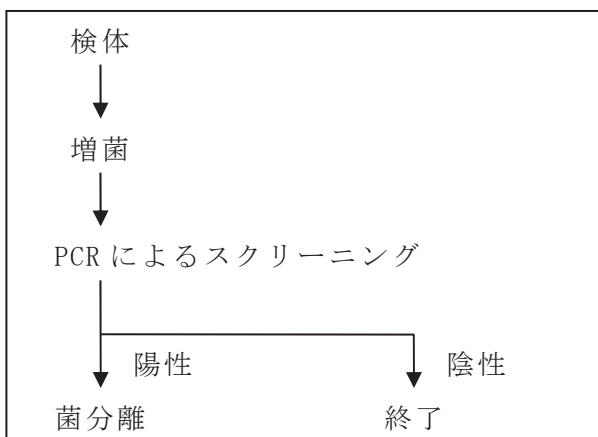 検体
増菌
PCRによるスクリーニング
陽性
陰性
菌分離
終了